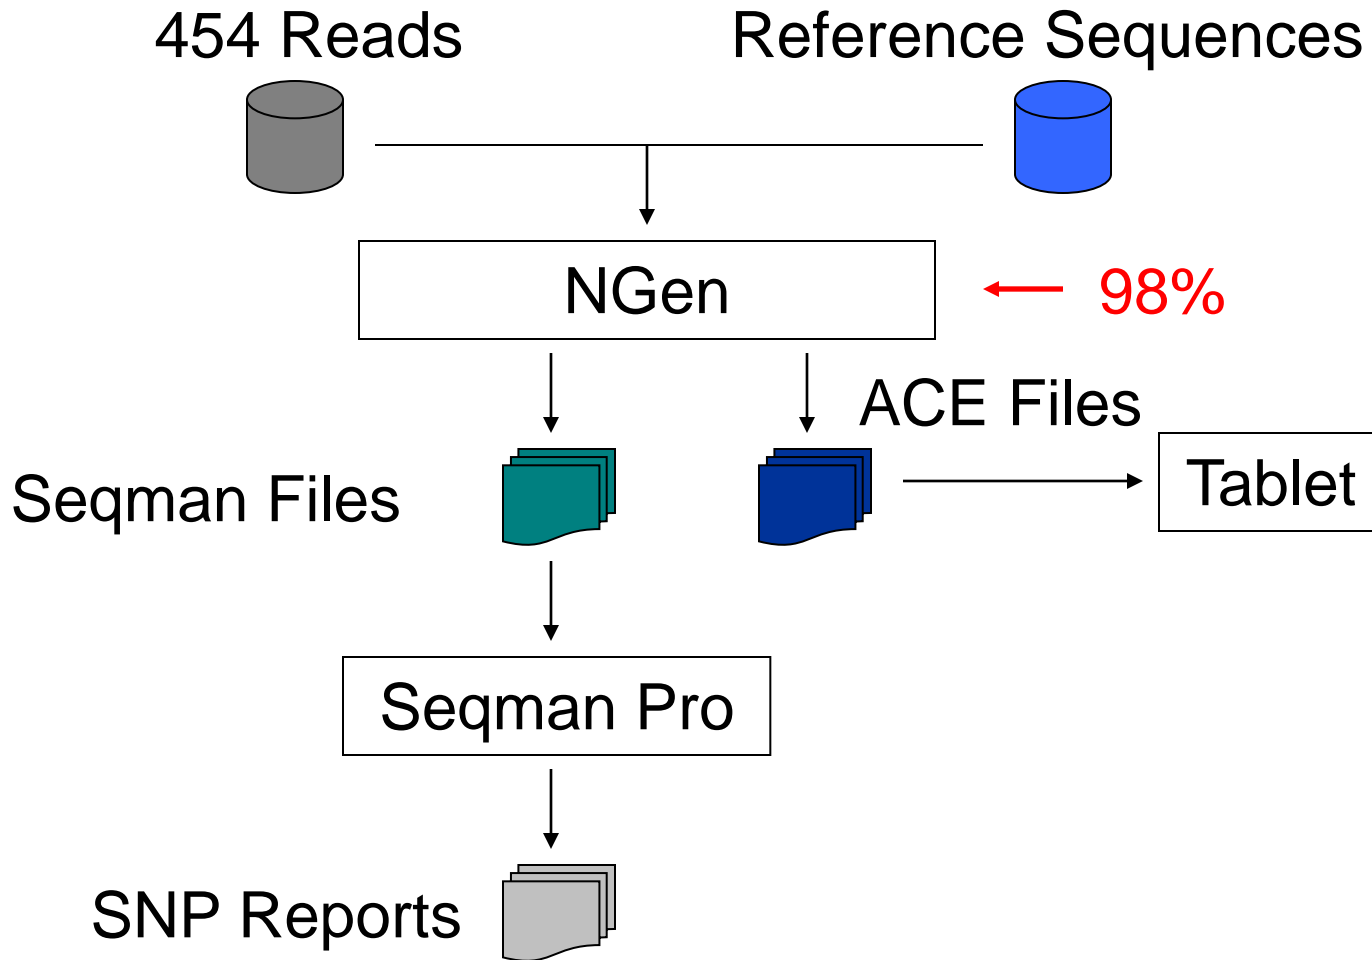 454 Reads
Reference Sequences
NGen
98%
ACE Files
Seqman Files
Tablet
Seqman Pro
SNP Reports